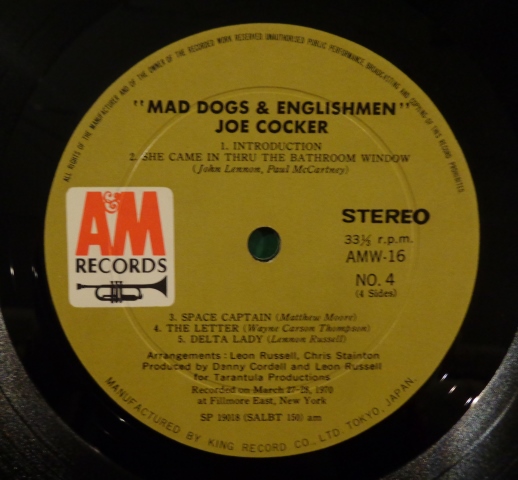 ALL RIGHTS OF THE MANUFACTURER AND OF THE OWNER OF THE RECORDED WORK RESERVED UNAUTHORISED PUBLIC PERFORMANCE, BROADCASTING AND COPYING OF THIS RECORD PROHIBITED
"MAD DOGS & ENGLISHMEN"
JOE COCKER
1. INTRODUCTION
2. SHE CAME IN THRU THE BATHROOM WINDOW
(John Lennon, Paul McCartney)
A&M
RECORDS
STEREO
33⅓ r.p.m.
AMW-16
NO. 4
(4 Sides)
3. SPACE CAPTAIN (Matthew Moore)
4. THE LETTER (Wayne Carson Thompson)
5. DELTA LADY (Lennon Russell)
Arrangements : Leon Russell, Chris Stainton
Produced by Danny Cordell and Leon Russell
for Tarantula Productions
Recorded on March 27-28, 1970
at Fillmore East, New York
SP 19018 (SALBT 150) am
MANUFACTURED BY KING RECORD CO., LTD. TOKYO, JAPAN.